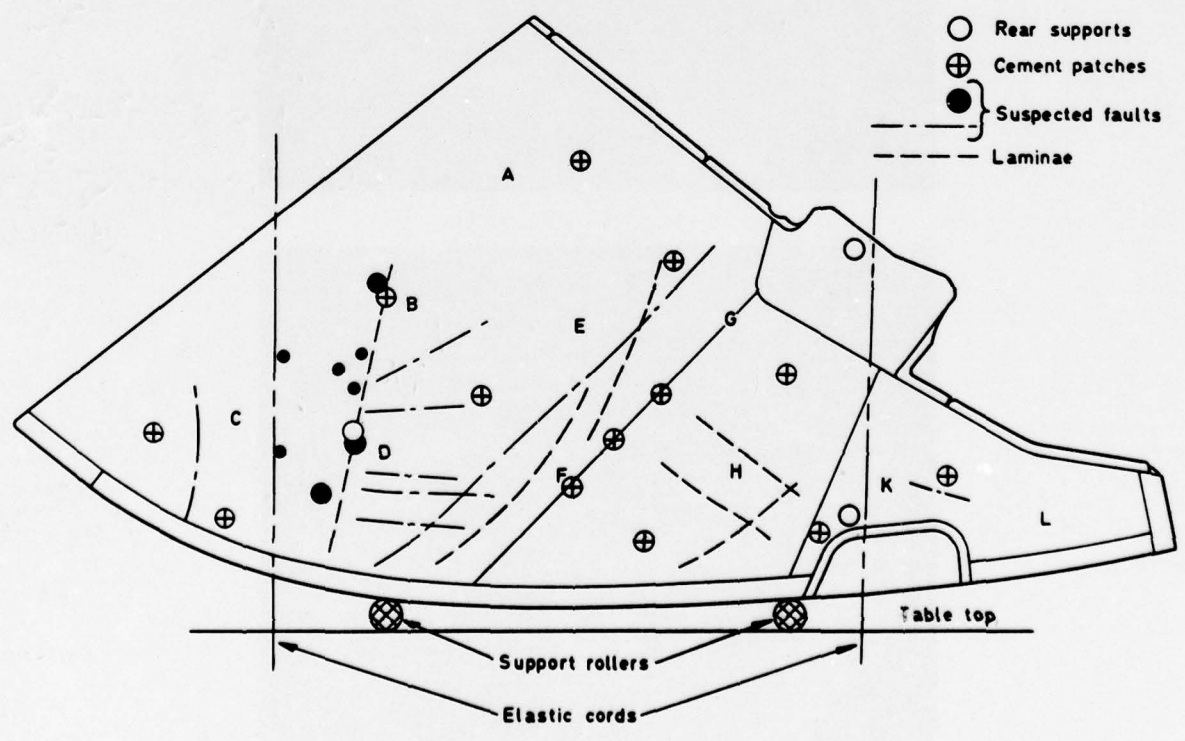 Rear supports
Cement patches
Suspected faults
Laminae
A
B
C
D
E
F
G
H
K
L
Table top
Support rollers
Elastic cords